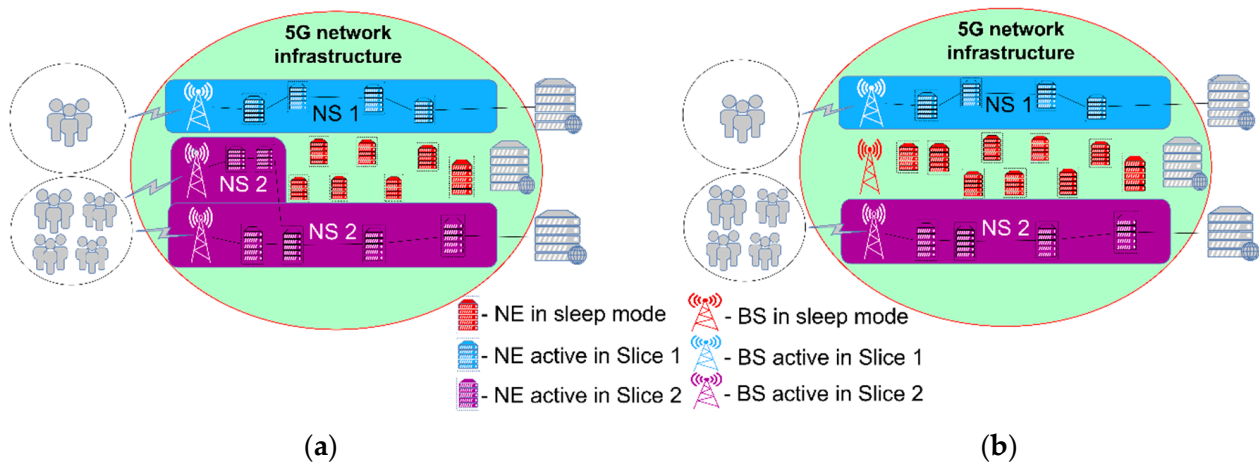 5G network
infrastructure
NS 1
NS 2
NS 2
5G network
infrastructure
NS 1
NS 2
- NE in sleep mode
- BS in sleep mode
- NE active in Slice 1
- BS active in Slice 1
- NE active in Slice 2
- BS active in Slice 2
(a)
(b)